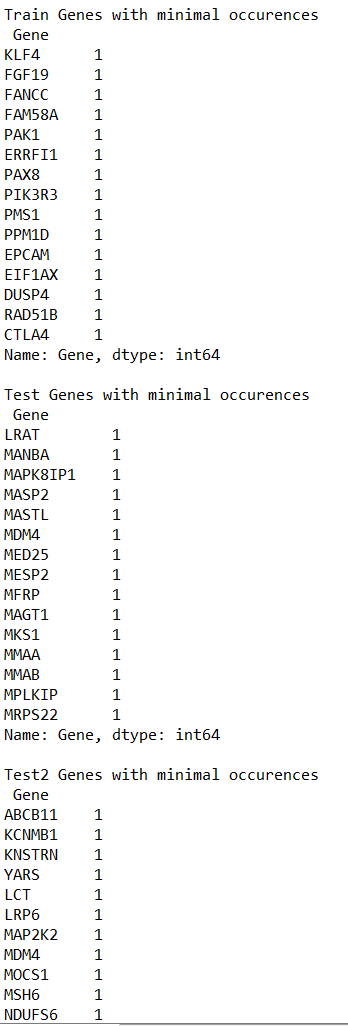 Train Genes with minimal occurences
Gene
KLF4 1
FGF19 1
FANCC 1
FAM58A 1
PAK1 1
ERRFI1 1
PAX8 1
PIK3R3 1
PMS1 1
PPM1D 1
EPCAM 1
EIF1AX 1
DUSP4 1
RAD51B 1
CTLA4 1
Name: Gene, dtype: int64
Test Genes with minimal occurences
Gene
LRAT 1
MANBA 1
MAPK8IP1 1
MASP2 1
MASTL 1
MDM4 1
MED25 1
MESP2 1
MFRP 1
MAGT1 1
MKS1 1
MMAA 1
MMAB 1
MPLKIP 1
MRPS22 1
Name: Gene, dtype: int64
Test2 Genes with minimal occurences
Gene
ABCB11 1
KCNMB1 1
KNSTRN 1
YARS 1
LCT 1
LRP6 1
MAP2K2 1
MDM4 1
MOCS1 1
MSH6 1
NDUFS6 1